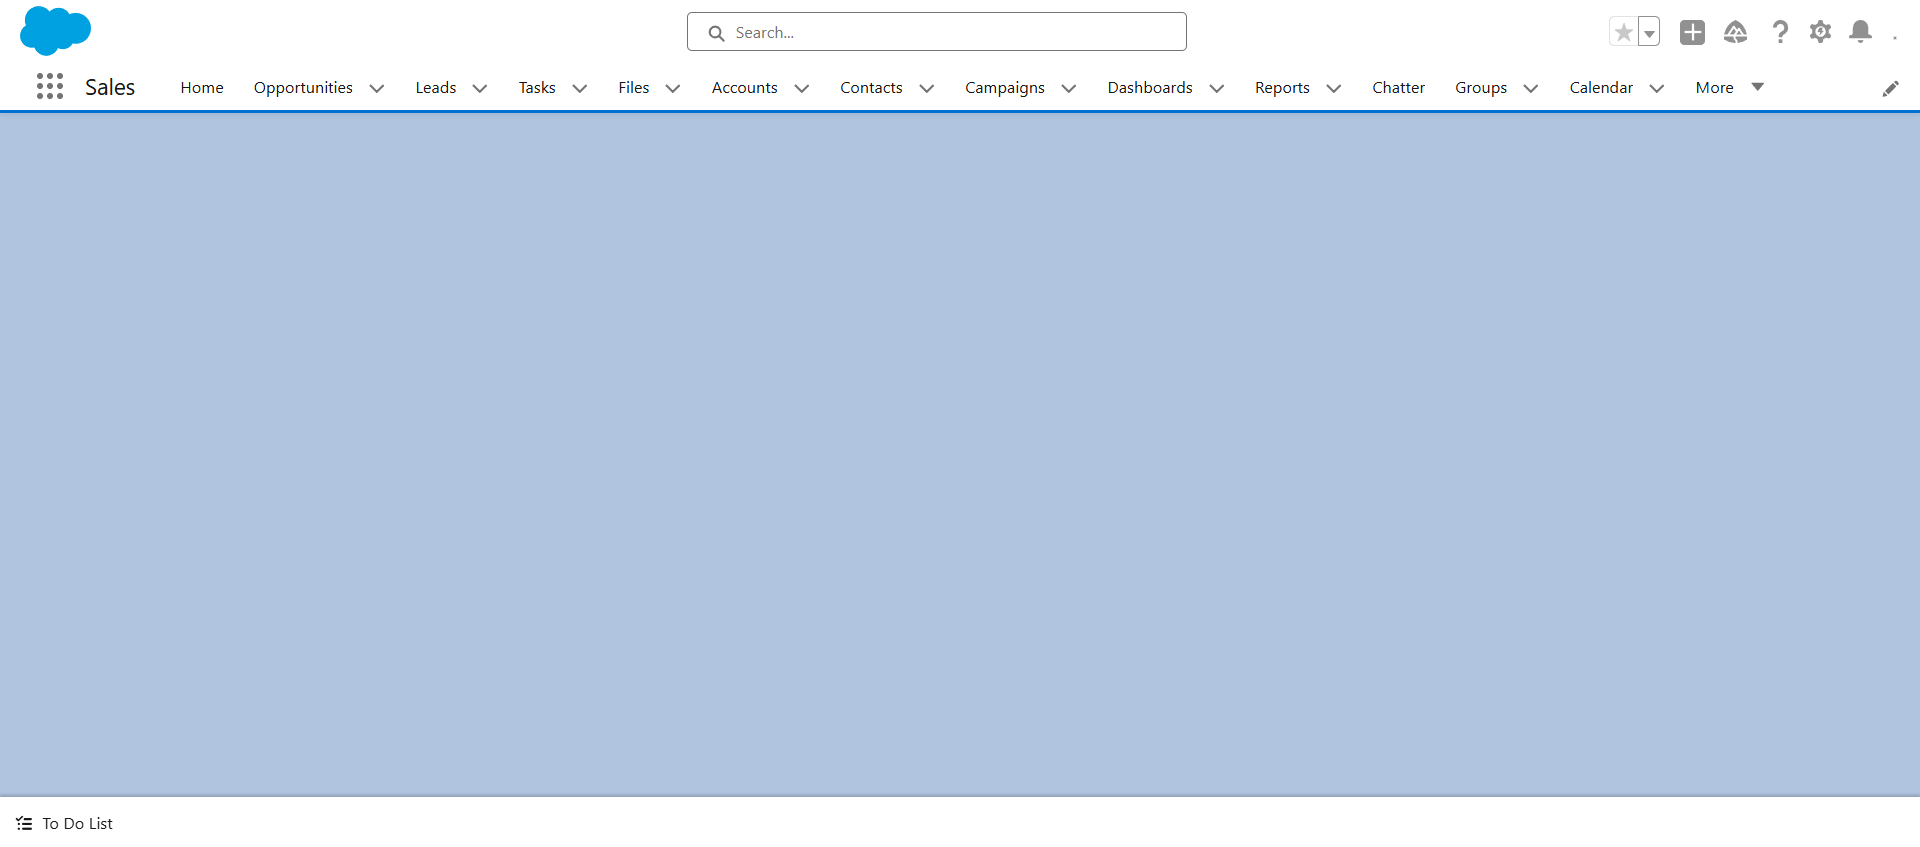 Search...
Sales Home Opportunities Leads Tasks Files Accounts Contacts Campaigns Dashboards Reports Chatter Groups Calendar More
To Do List